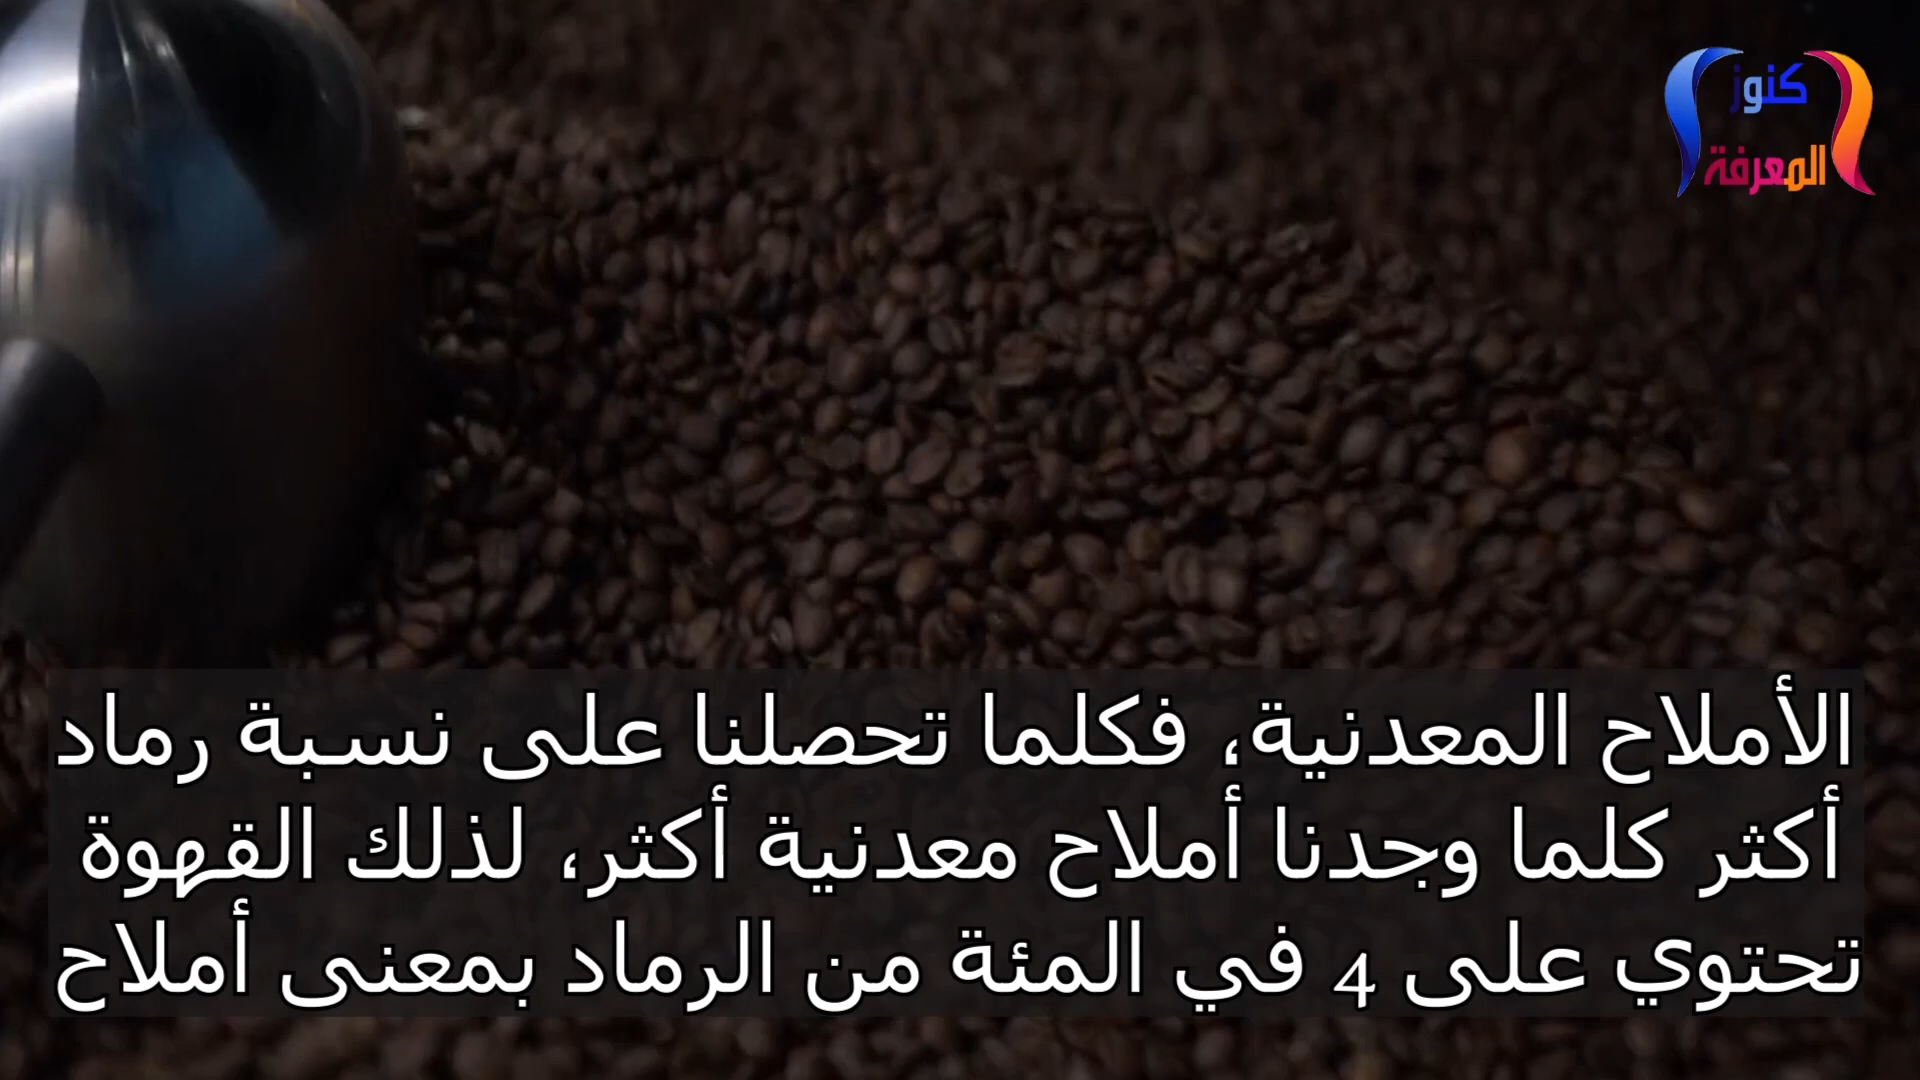 كنوز
المعرفة
الأملاح المعدنية، فكلما تحصلنا على نسبة رماد
أكثر كلما وجدنا أملاح معدنية أكثر، لذلك القهوة
تحتوي على 4 في المئة من الرماد بمعنى أملاح